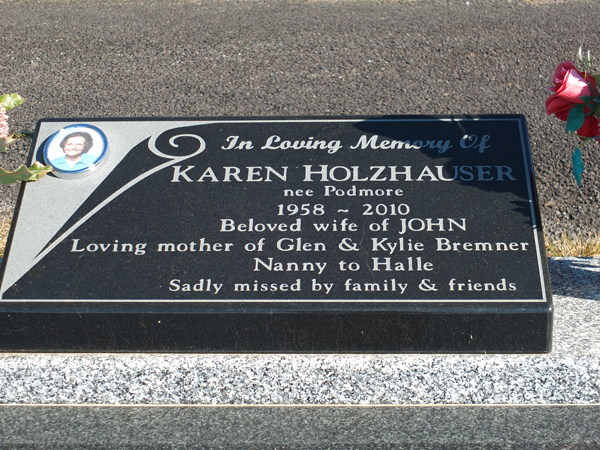 In Loving Memory Of
KAREN HOLZHAUSER
nee Podmore
1958 ~ 2010
Beloved wife of JOHN
Loving mother of Glen & Kylie Bremner
Nanny to Halle
Sadly missed by family & friends